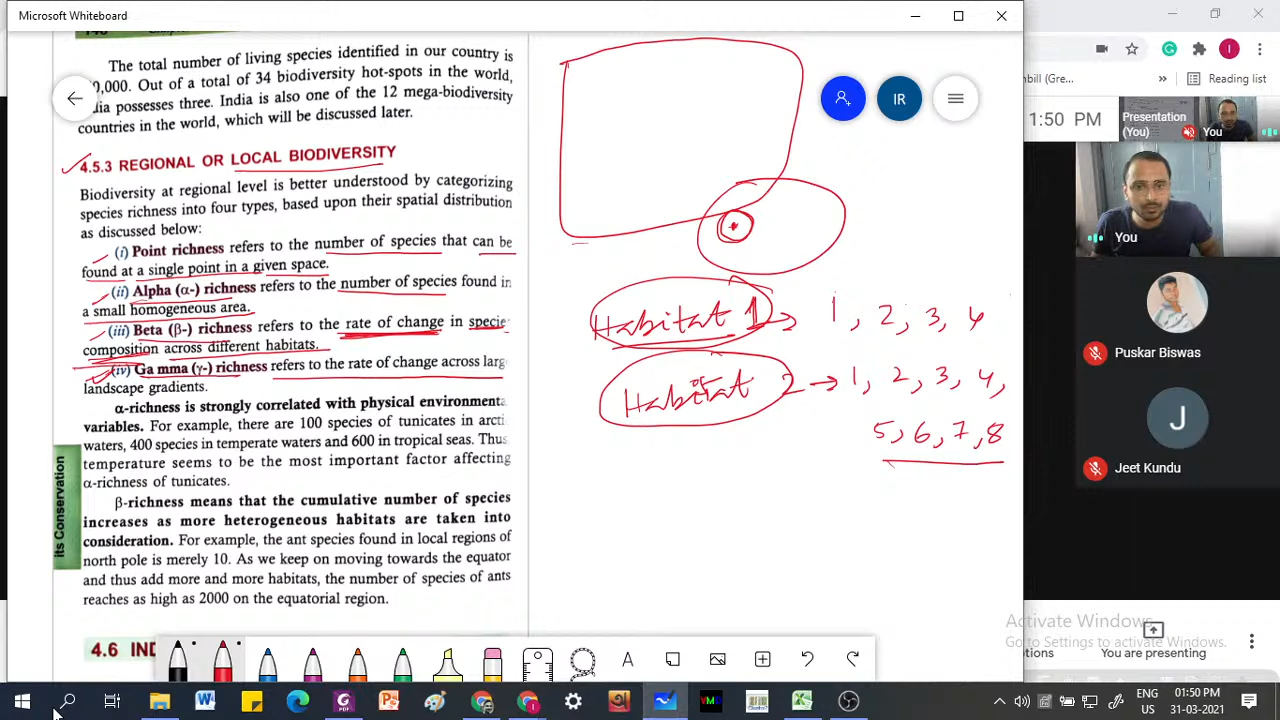 Microsoft Whiteboard
The total number of living species identified in our country is
0,000. Out of a total of 34 biodiversity hot-spots in the world,
possesses three. India is also one of the 12 mega-biodiversity
countries in the world, which will be discussed later.
4.5.3 REGIONAL OR LOCAL BIODIVERSITY
Biodiversity at regional level is better understood by categorizing
species richness into four types, based upon their spatial distribution
as discussed below:
(i) Point richness refers to the number of species that can be
found at a single point in a given space.
(ii) Alpha (α-) richness refers to the number of species found in
a small homogeneous area.
(iii) Beta (β-) richness refers to the rate of change in specie
composition across different habitats.
(iv) Ga mma (γ-) richness refers to the rate of change across larg
landscape gradients.
α-richness is strongly correlated with physical environmenta
variables. For example, there are 100 species of tunicates in arcti
waters, 400 species in temperate waters and 600 in tropical seas. Thus
temperature seems to be the most important factor affecting
α-richness of tunicates.
β-richness means that the cumulative number of species
increases as more heterogeneous habitats are taken into
consideration. For example, the ant species found in local regions of
north pole is merely 10. As we keep on moving towards the equator
and thus add more and more habitats, the number of species of ants
reaches as high as 2000 on the equatorial region.
its Conservation
4.6 IND
IR
Habitat 1 → 1, 2, 3, 4
Habitat 2 → 1, 2, 3, 4,
5, 6, 7, 8
A
I
mbill (Gre...
»
Reading list
1:50 PM
Presentation
(You)
You
You
Puskar Biswas
J
Jeet Kundu
Activate Windows
Go to Settings to activate Windows.
ptions
You are presenting
ENG
US
01:50 PM
31-03-2021